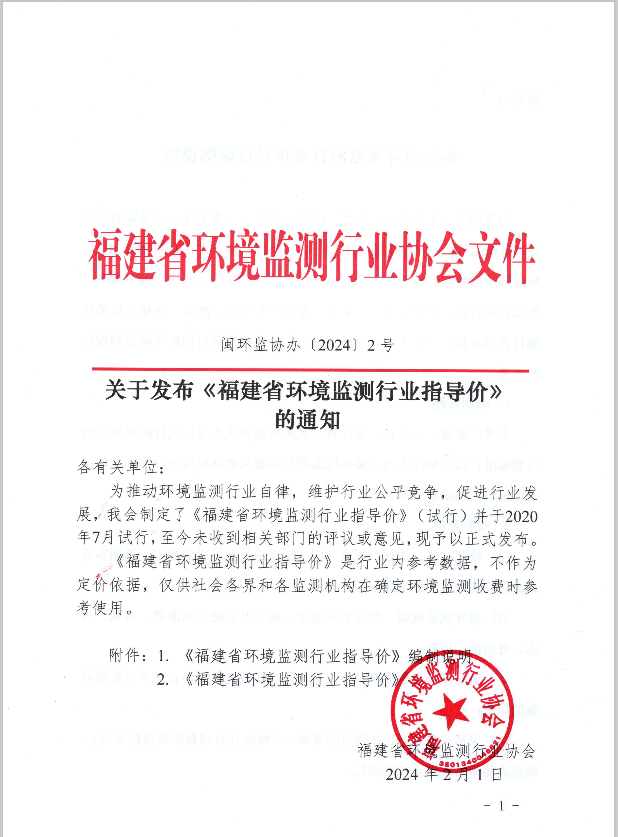 福建省环境监测行业协会文件
闽环监协办〔2024〕2号
关于发布《福建省环境监测行业指导价》
的通知
各有关单位：
为推动环境监测行业自律，维护行业公平竞争，促进行业发
展，我会制定了《福建省环境监测行业指导价》（试行）并于2020
年7月试行，至今未收到相关部门的评议或意见，现予以正式发布。
《福建省环境监测行业指导价》是行业内参考数据，不作为
定价依据，仅供社会各界和各监测机构在确定环境监测收费时参
考使用。
附件：1. 《福建省环境监测行业指导价》编制说明
2. 《福建省环境监测行业指导价》
福建省环境监测行业协会
福建省环境监测行业协会
2024年2月1日
- 1 -